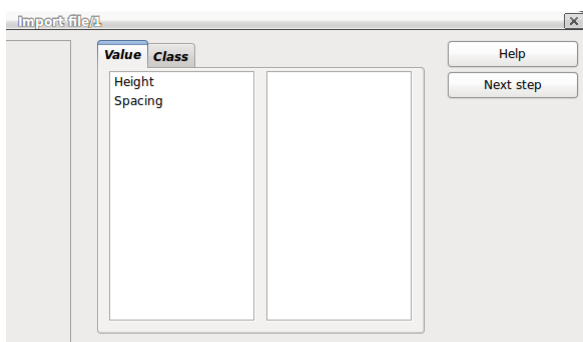 Import file/1
Value Class
Help
Height
Next step
Spacing